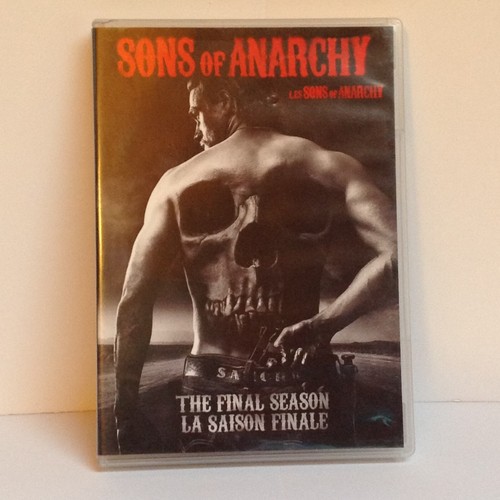 SONS OF ANARCHY
LES SONS OF ANARCHY
THE FINAL SEASON
LA SAISON FINALE